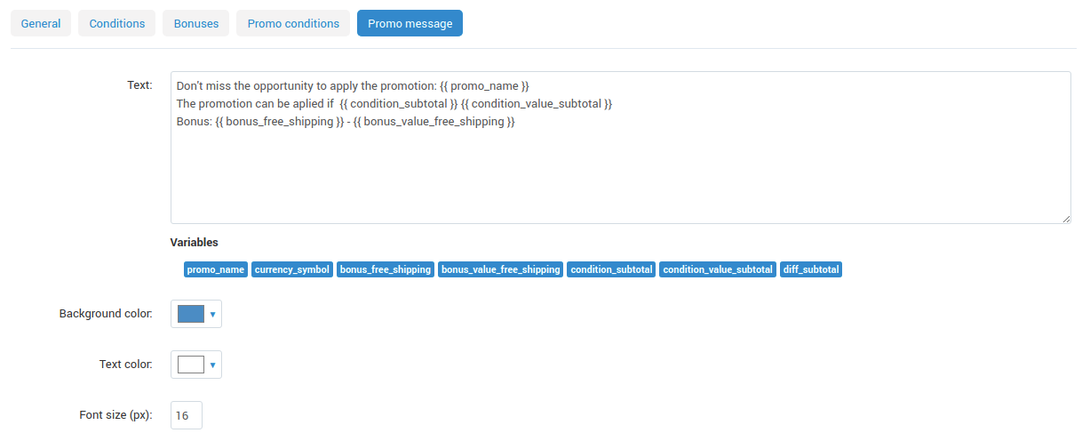 General Conditions Bonuses Promo conditions Promo message
Text:
Don't miss the opportunity to apply the promotion: {{ promo_name }}
The promotion can be aplied if  {{ condition_subtotal }} {{ condition_value_subtotal }}
Bonus: {{ bonus_free_shipping }} - {{ bonus_value_free_shipping }}
Variables
promo_name currency_symbol bonus_free_shipping bonus_value_free_shipping condition_subtotal condition_value_subtotal diff_subtotal
Background color:
Text color:
Font size (px): 16